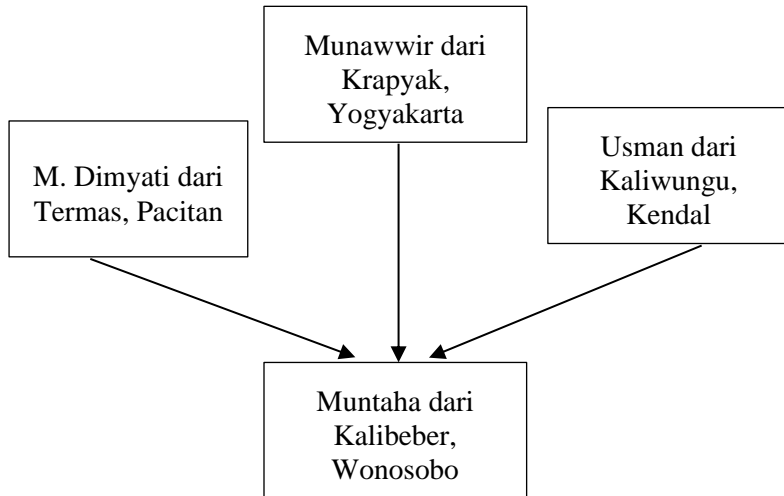 Munawwir dari
Krapyak,
Yogyakarta
M. Dimyati dari
Termas, Pacitan
Usman dari
Kaliwungu,
Kendal
Muntaha dari
Kalibeber,
Wonosobo